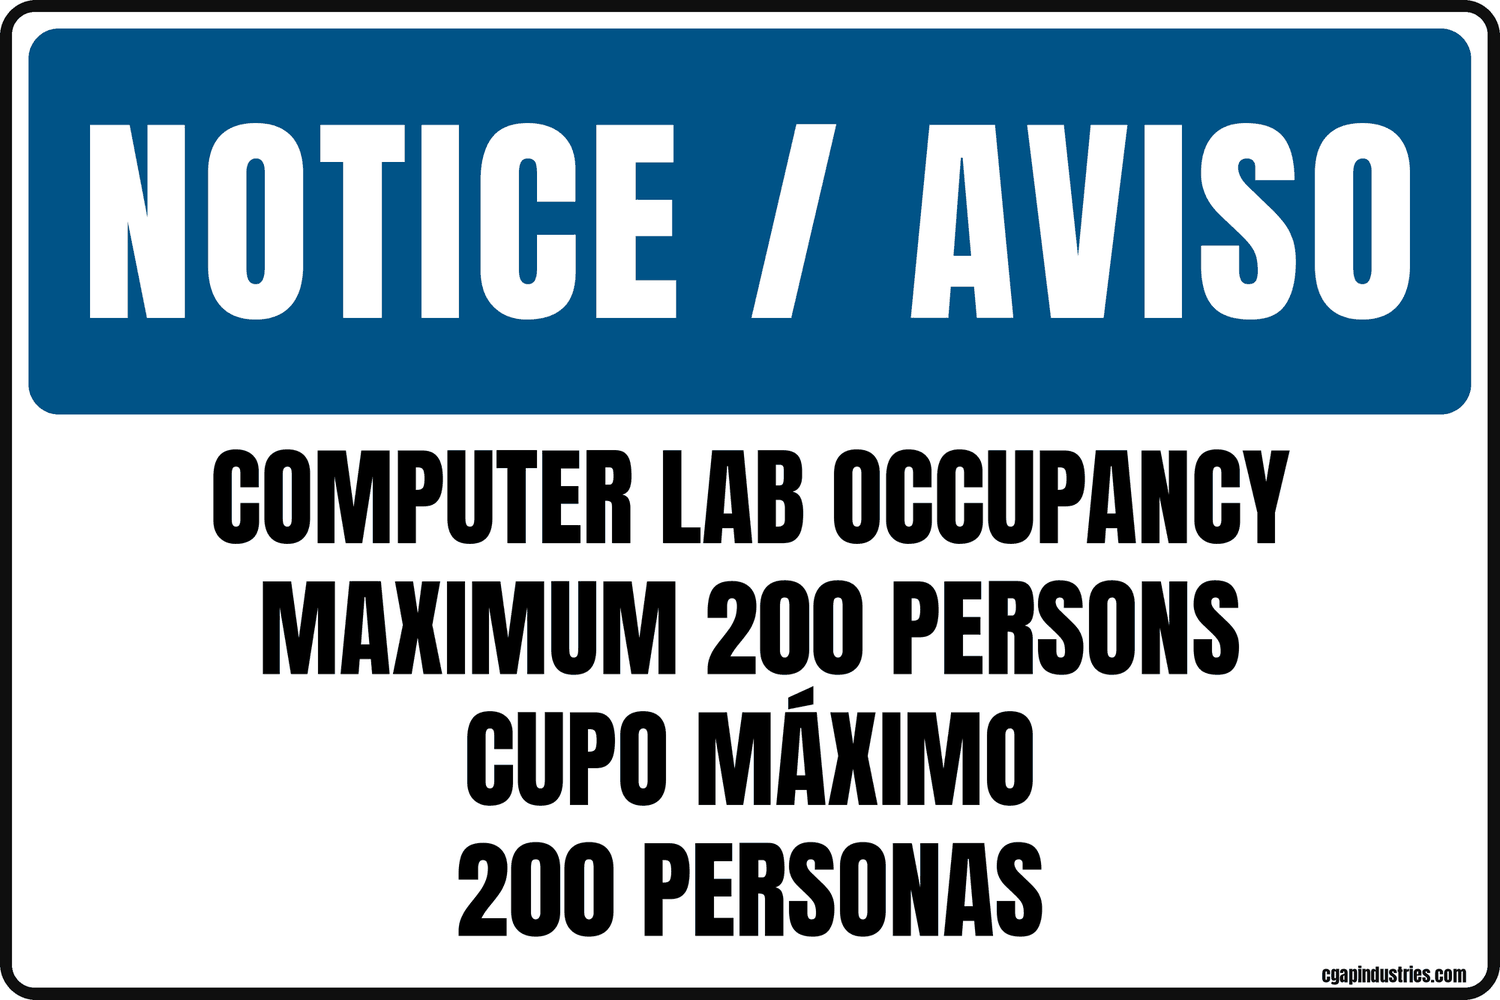 NOTICE / AVISO
COMPUTER LAB OCCUPANCY
MAXIMUM 200 PERSONS
CUPO MÁXIMO
200 PERSONAS
cgapindustries.com